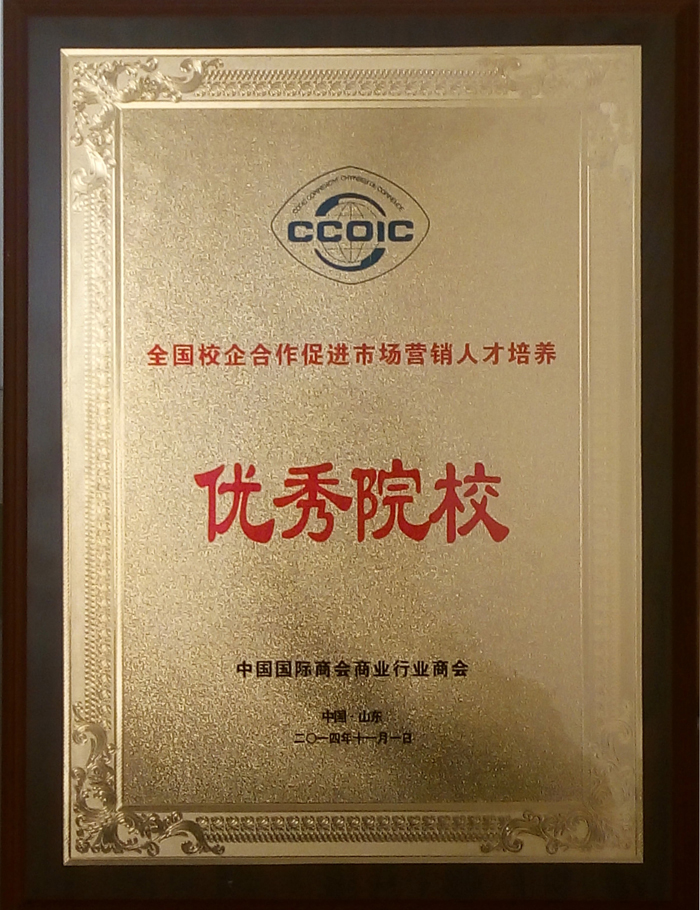 CCOIC
全国校企合作促进市场营销人才培养
优秀院校
中国国际商会商业行业商会
中国·山东
二〇一四年十一月一日